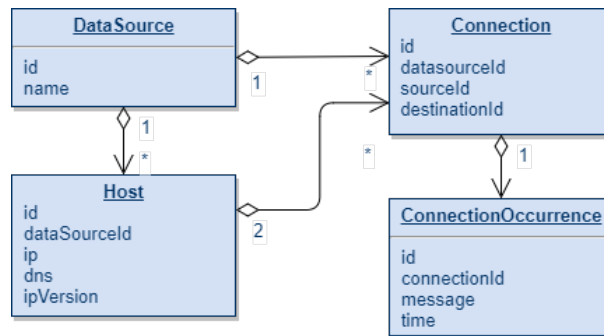 DataSource
id
name
1
*
1
*
Connection
id
datasourceId
sourceId
destinationId
Host
id
dataSourceId
ip
dns
ipVersion
2
*
1
ConnectionOccurrence
id
connectionId
message
time